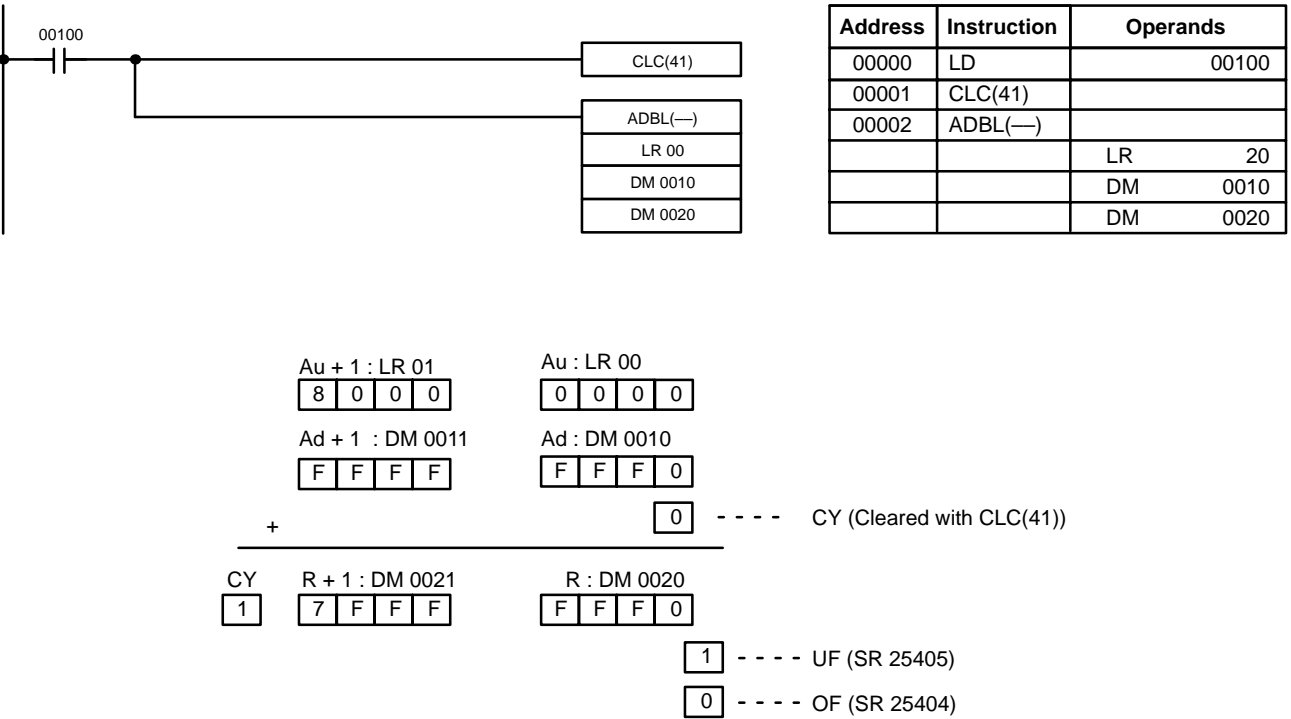 00100
CLC(41)
ADBL(––)
LR 00
DM 0010
DM 0020
Address Instruction Operands
00000 LD 00100
00001 CLC(41)
00002 ADBL(––)
LR 20
DM 0010
DM 0020
Au + 1 : LR 01 Au : LR 00
8 0 0 0 0 0 0 0
Ad + 1 : DM 0011 Ad : DM 0010
F F F F F F F 0
+ 0 - - - - CY (Cleared with CLC(41))
CY R + 1 : DM 0021 R : DM 0020
1 7 F F F F F F 0
1 - - - - UF (SR 25405)
0 - - - - OF (SR 25404)